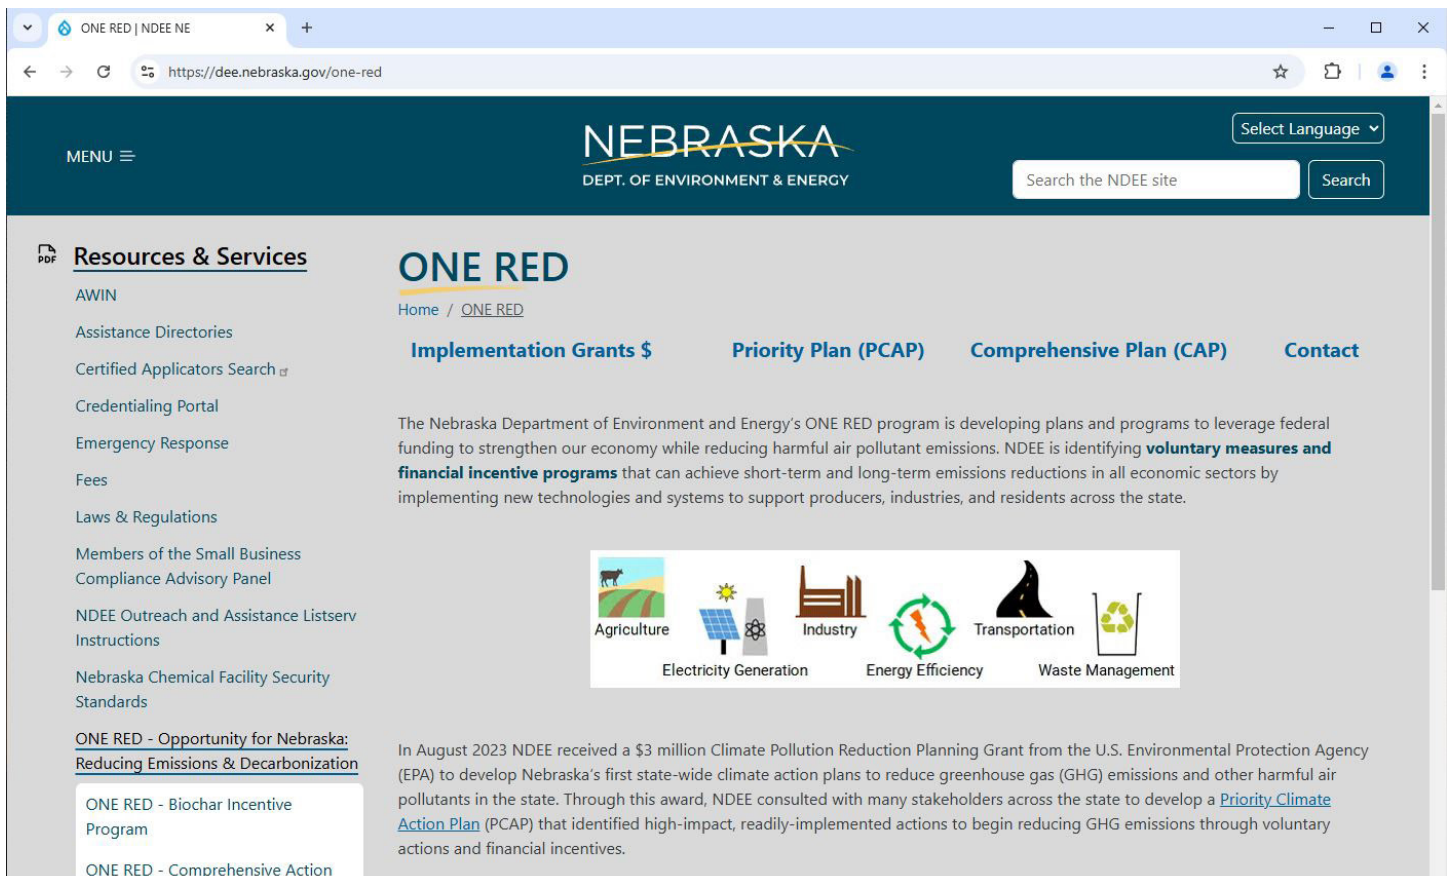 ONE RED | NDEE NE
https://dee.nebraska.gov/one-red
MENU
NEBRASKA
DEPT. OF ENVIRONMENT & ENERGY
Select Language
Search the NDEE site
Search
PDF
Resources & Services
AWIN
Assistance Directories
Certified Applicators Search
Credentialing Portal
Emergency Response
Fees
Laws & Regulations
Members of the Small Business
Compliance Advisory Panel
NDEE Outreach and Assistance Listserv
Instructions
Nebraska Chemical Facility Security
Standards
ONE RED - Opportunity for Nebraska:
Reducing Emissions & Decarbonization
ONE RED - Biochar Incentive
Program
ONE RED - Comprehensive Action
ONE RED
Home / ONE RED
Implementation Grants $ Priority Plan (PCAP) Comprehensive Plan (CAP) Contact
The Nebraska Department of Environment and Energy's ONE RED program is developing plans and programs to leverage federal
funding to strengthen our economy while reducing harmful air pollutant emissions. NDEE is identifying voluntary measures and
financial incentive programs that can achieve short-term and long-term emissions reductions in all economic sectors by
implementing new technologies and systems to support producers, industries, and residents across the state.
Agriculture Industry Transportation
Electricity Generation Energy Efficiency Waste Management
In August 2023 NDEE received a $3 million Climate Pollution Reduction Planning Grant from the U.S. Environmental Protection Agency
(EPA) to develop Nebraska's first state-wide climate action plans to reduce greenhouse gas (GHG) emissions and other harmful air
pollutants in the state. Through this award, NDEE consulted with many stakeholders across the state to develop a Priority Climate
Action Plan (PCAP) that identified high-impact, readily-implemented actions to begin reducing GHG emissions through voluntary
actions and financial incentives.